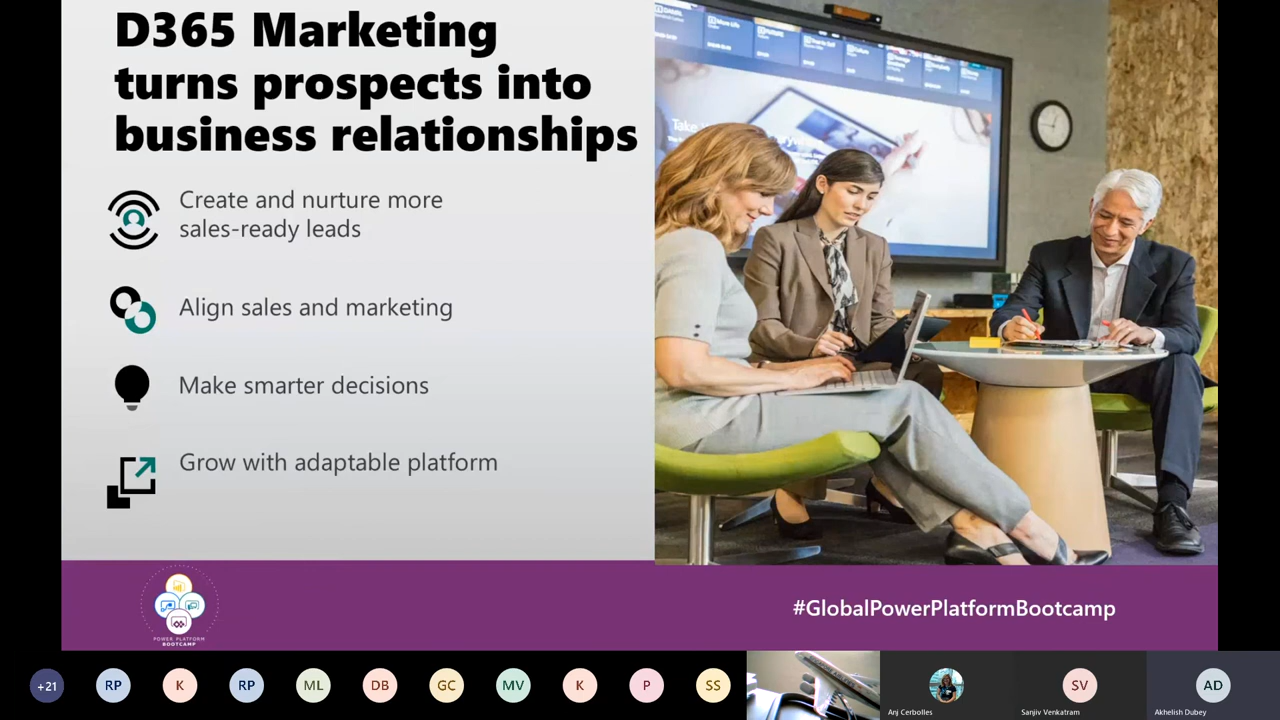 D365 Marketing
turns prospects into
business relationships
Create and nurture more
sales-ready leads
Align sales and marketing
Make smarter decisions
Grow with adaptable platform
POWER PLATFORM
BOOTCAMP
#GlobalPowerPlatformBootcamp
+21
RP
K
RP
ML
DB
GC
MV
K
P
SS
Anj Cerbolles
SV
Sanjiv Venkatram
AD
Akhelish Dubey